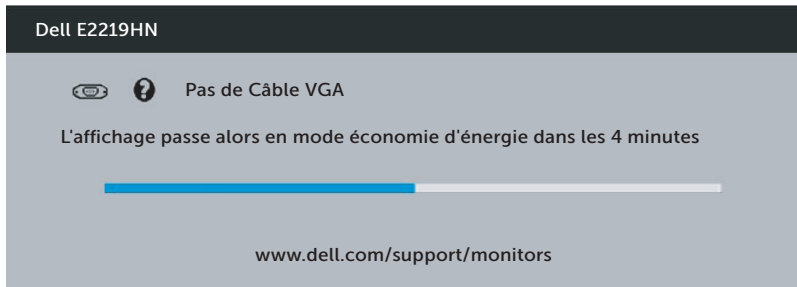 Dell E2219HN
Pas de Câble VGA
L'affichage passe alors en mode économie d'énergie dans les 4 minutes
www.dell.com/support/monitors